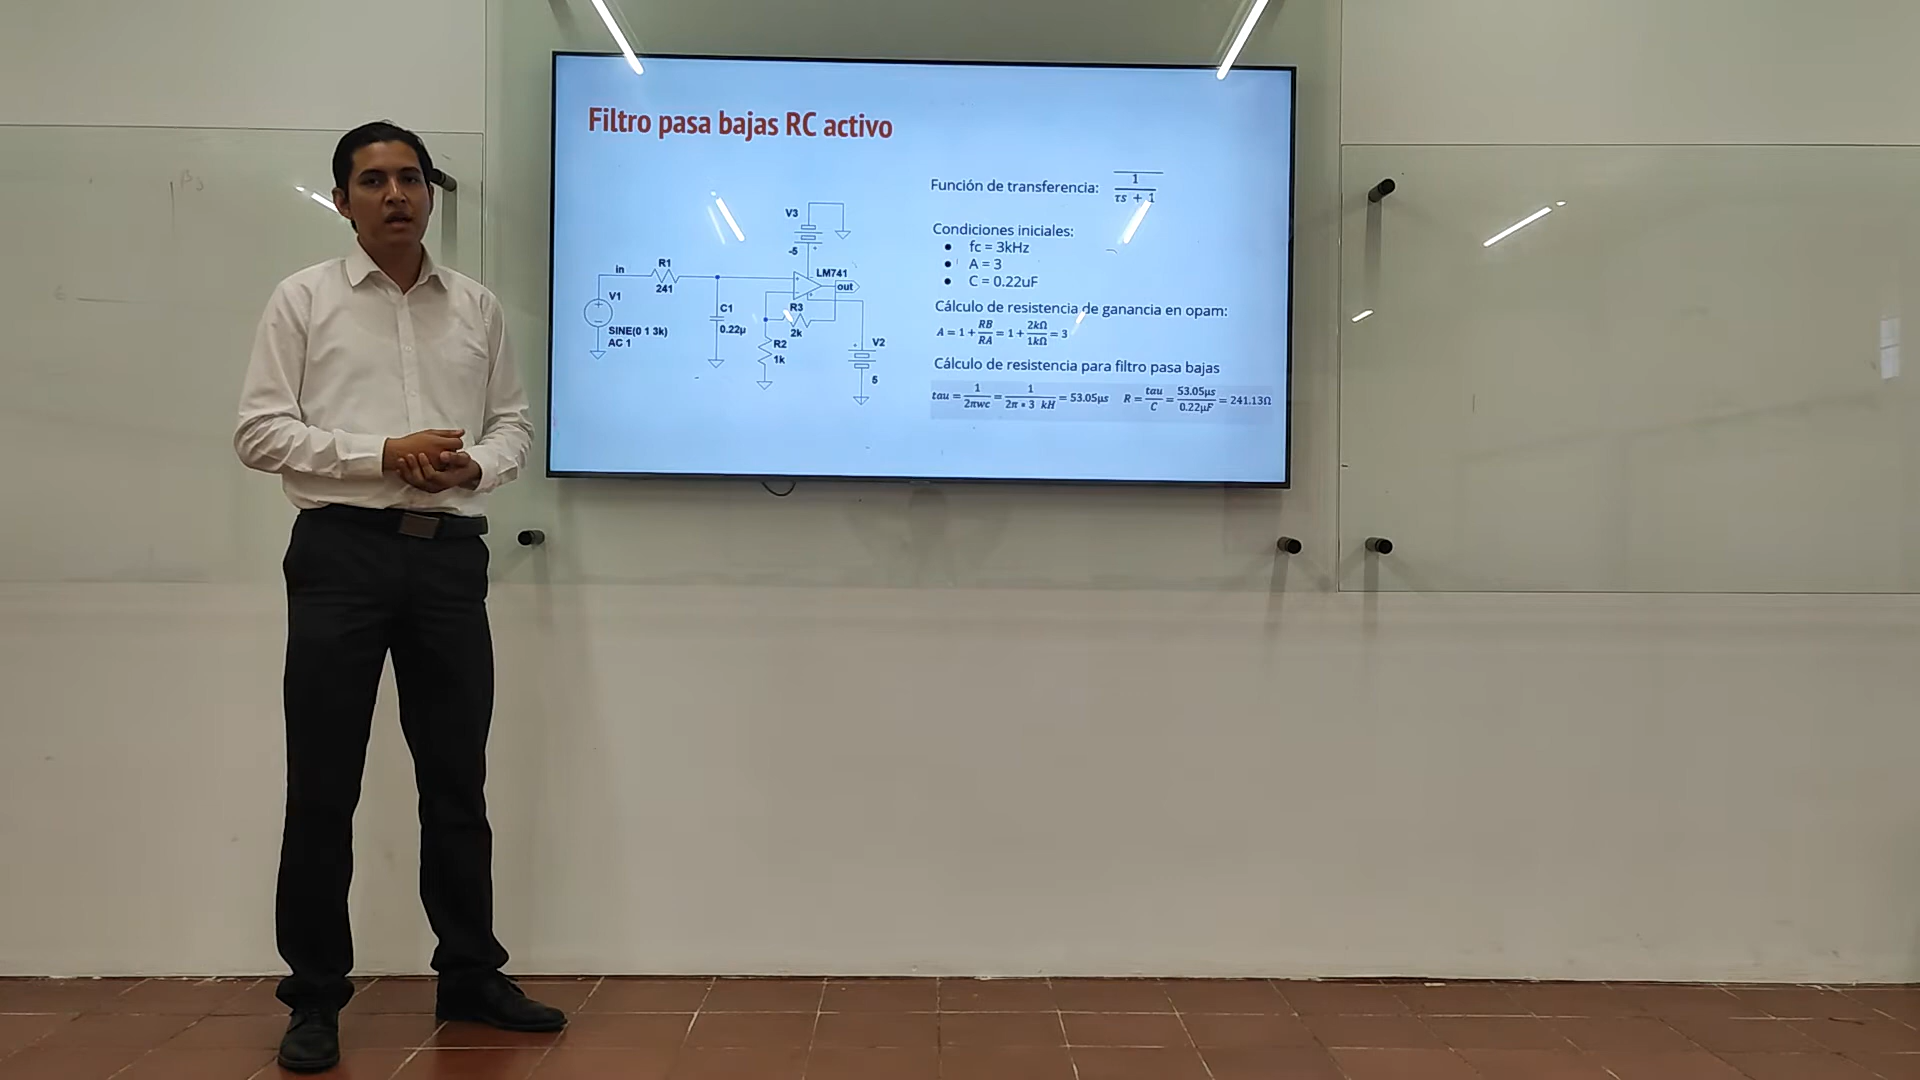 Filtro pasa bajas RC activo
Función de transferencia: 1 / τs + 1
Condiciones iniciales:
• fc = 3kHz
• A = 3
• C = 0.22uF
Cálculo de resistencia de ganancia en opam:
A = 1 + RB/RA = 1 + 2kΩ/1kΩ = 3
Cálculo de resistencia para filtro pasa bajas
tau = 1/2πwc = 1/2π * 3 kH = 53.05μs R = tau/C = 53.05μs/0.22μF = 241.13Ω
V3
-5
in
R1
241
LM741
out
V1
SINE(0 1 3k)
AC 1
C1
0.22μ
R3
2k
R2
1k
V2
5